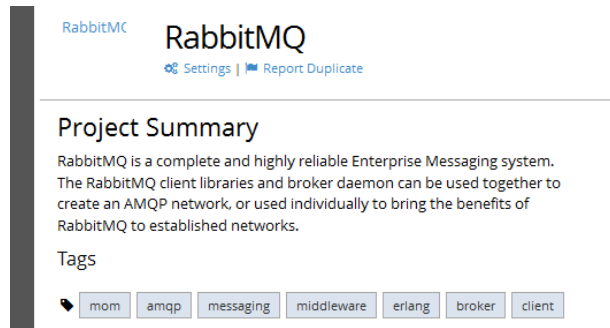 RabbitMQ
RabbitMQ
Settings | Report Duplicate
Project Summary
RabbitMQ is a complete and highly reliable Enterprise Messaging system.
The RabbitMQ client libraries and broker daemon can be used together to
create an AMQP network, or used individually to bring the benefits of
RabbitMQ to established networks.
Tags
mom amqp messaging middleware erlang broker client